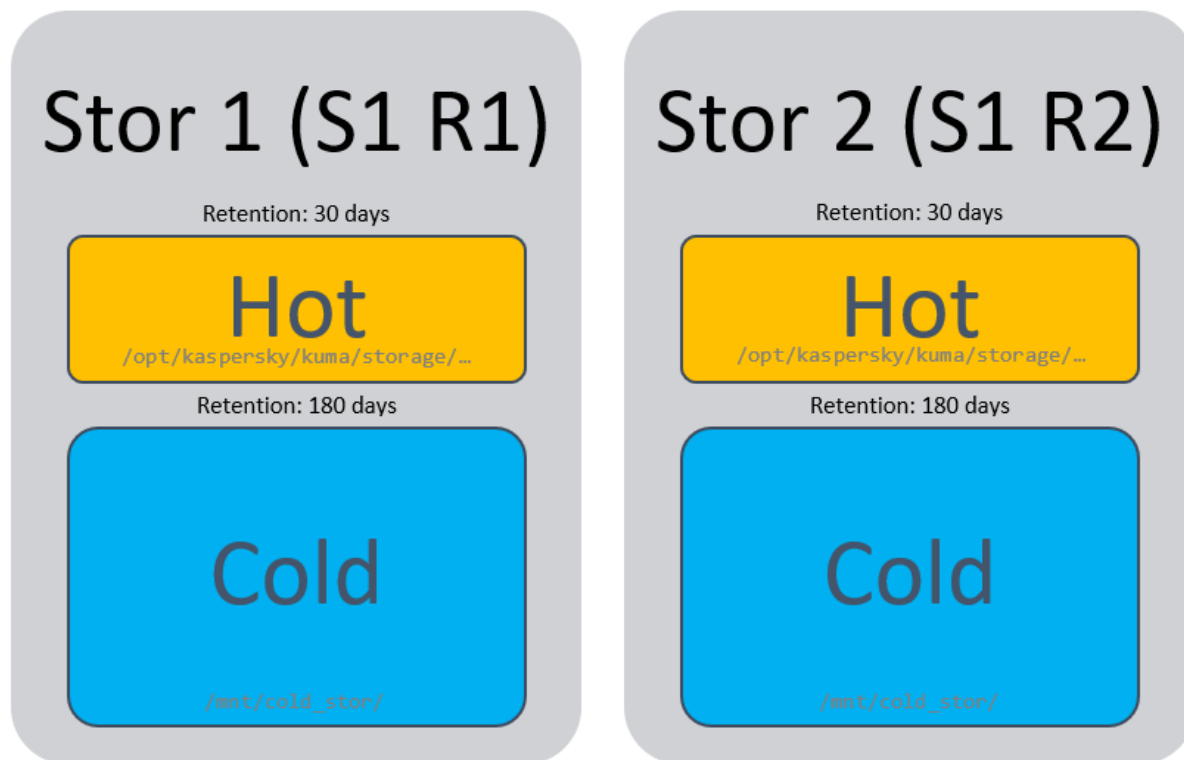 Stor 1 (S1 R1)
Retention: 30 days
Hot
/opt/kaspersky/kuma/storage/…
Retention: 180 days
Cold
/mnt/cold_stor/
Stor 2 (S1 R2)
Retention: 30 days
Hot
/opt/kaspersky/kuma/storage/…
Retention: 180 days
Cold
/mnt/cold_stor/